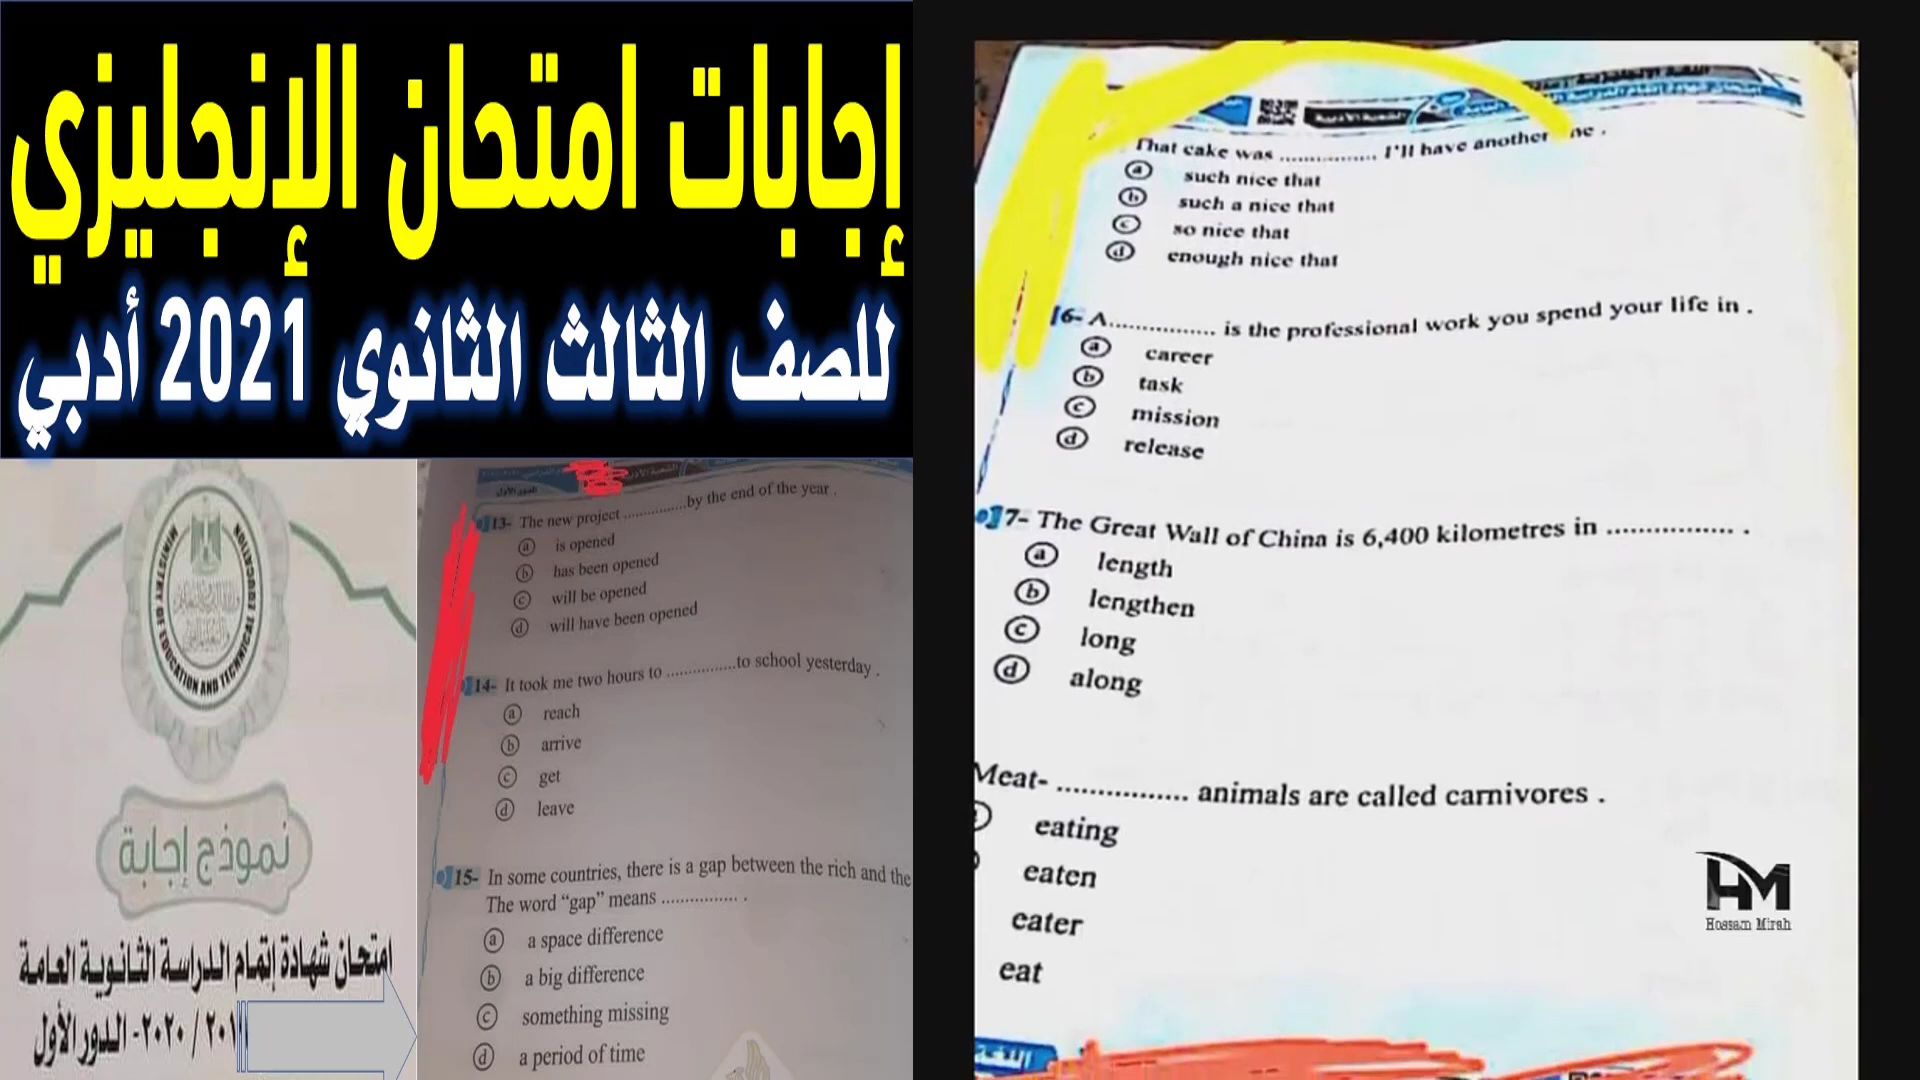 إجابات امتحان الإنجليزي
للصف الثالث الثانوي 2021 أدبي
MINISTRY OF EDUCATION AND TECHNICAL EDUCATION
نموذج إجابة
امتحان شهادة إتمام الدراسة الثانوية العامة
٢٠٢٠ - الدور الأول
13- The new project ...............by the end of the year .
a is opened
b has been opened
c will be opened
d will have been opened
14- It took me two hours to ...............to school yesterday .
a reach
b arrive
c get
d leave
15- In some countries, there is a gap between the rich and the
The word “gap” means ................ .
a a space difference
b a big difference
c something missing
d a period of time
That cake was ................ I'll have another
a such nice that
b such a nice that
c so nice that
d enough nice that
16- A................ is the professional work you spend your life in .
a career
b task
c mission
d release
17- The Great Wall of China is 6,400 kilometres in ................ .
a length
b lengthen
c long
d along
Meat- ................ animals are called carnivores .
eating
eaten
eater
eat
HM
Hossam Mirah
اللغة